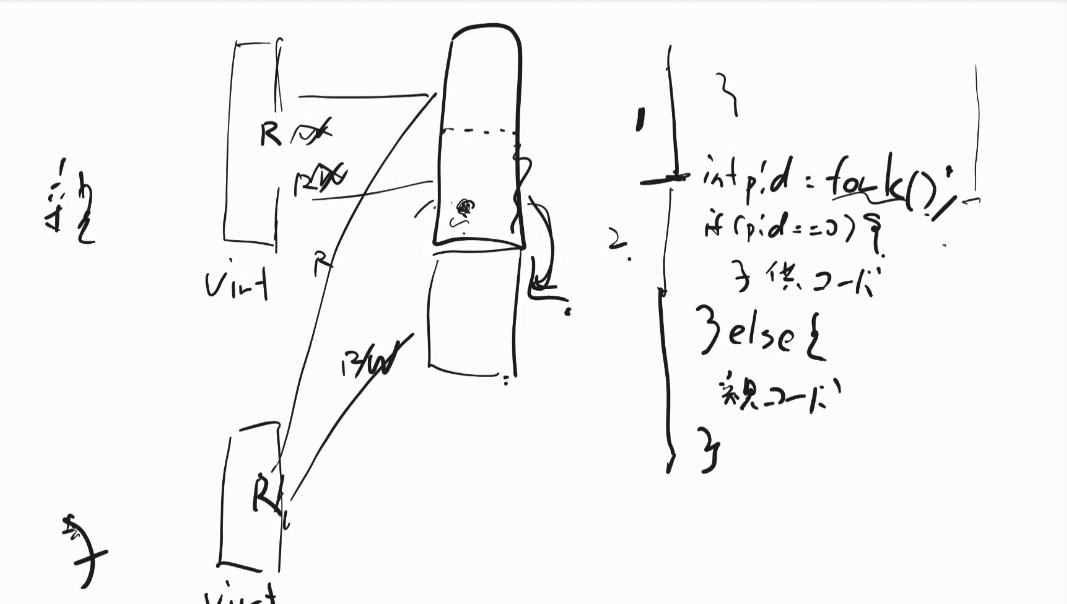 親
R
R
Virt
R
R/W
R
子
Virt
1
}
int pid = fork();
2.
if (pid == 0) {
子供コード
} else {
親コード
}